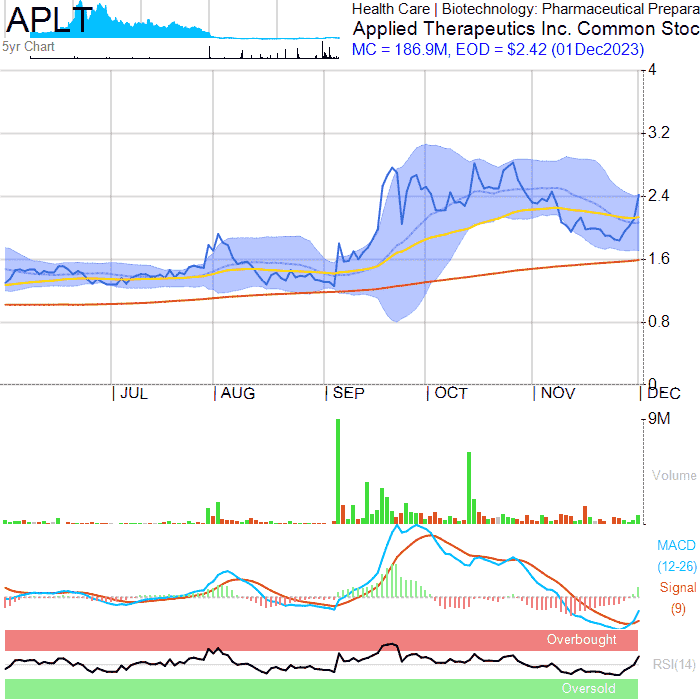 APLT
5yr Chart
Health Care | Biotechnology: Pharmaceutical Prepara
Applied Therapeutics Inc. Common Stoc
MC = 186.9M, EOD = $2.42 (01Dec2023)
4
3.2
2.4
1.6
0.8
0
JUL AUG SEP OCT NOV DEC
9M
Volume
MACD
(12-26)
Signal
(9)
Overbought
RSI(14)
Oversold